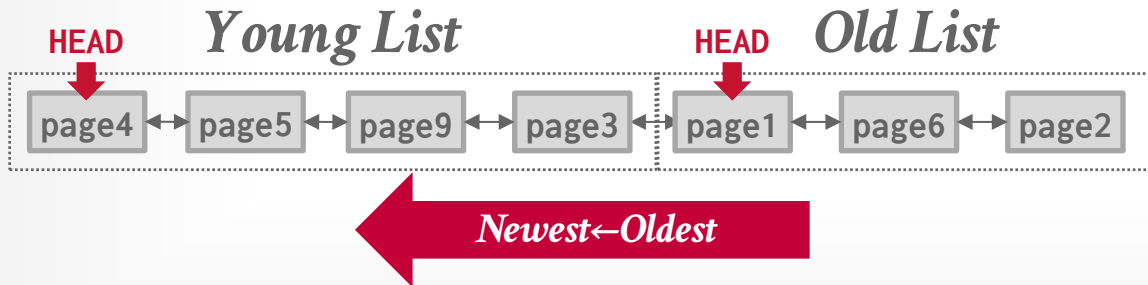 Young List
Old List
HEAD
HEAD
page4
page5
page9
page3
page1
page6
page2
Newest←Oldest